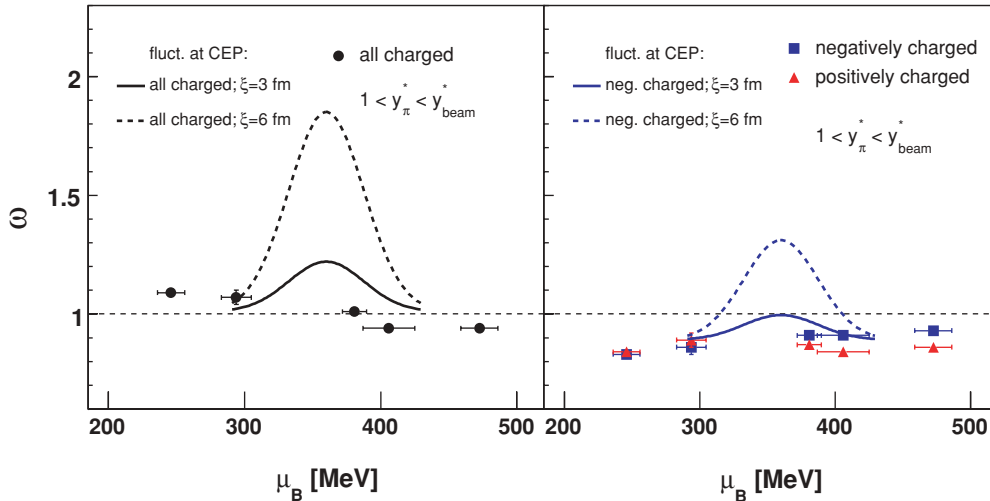 fluct. at CEP:
all charged; ξ=3 fm
all charged; ξ=6 fm
all charged
1 < y*π < y*beam
fluct. at CEP:
neg. charged; ξ=3 fm
neg. charged; ξ=6 fm
negatively charged
positively charged
1 < y*π < y*beam
ω
2
1.5
1
200
300
400
500
200
300
400
500
μB [MeV]
μB [MeV]